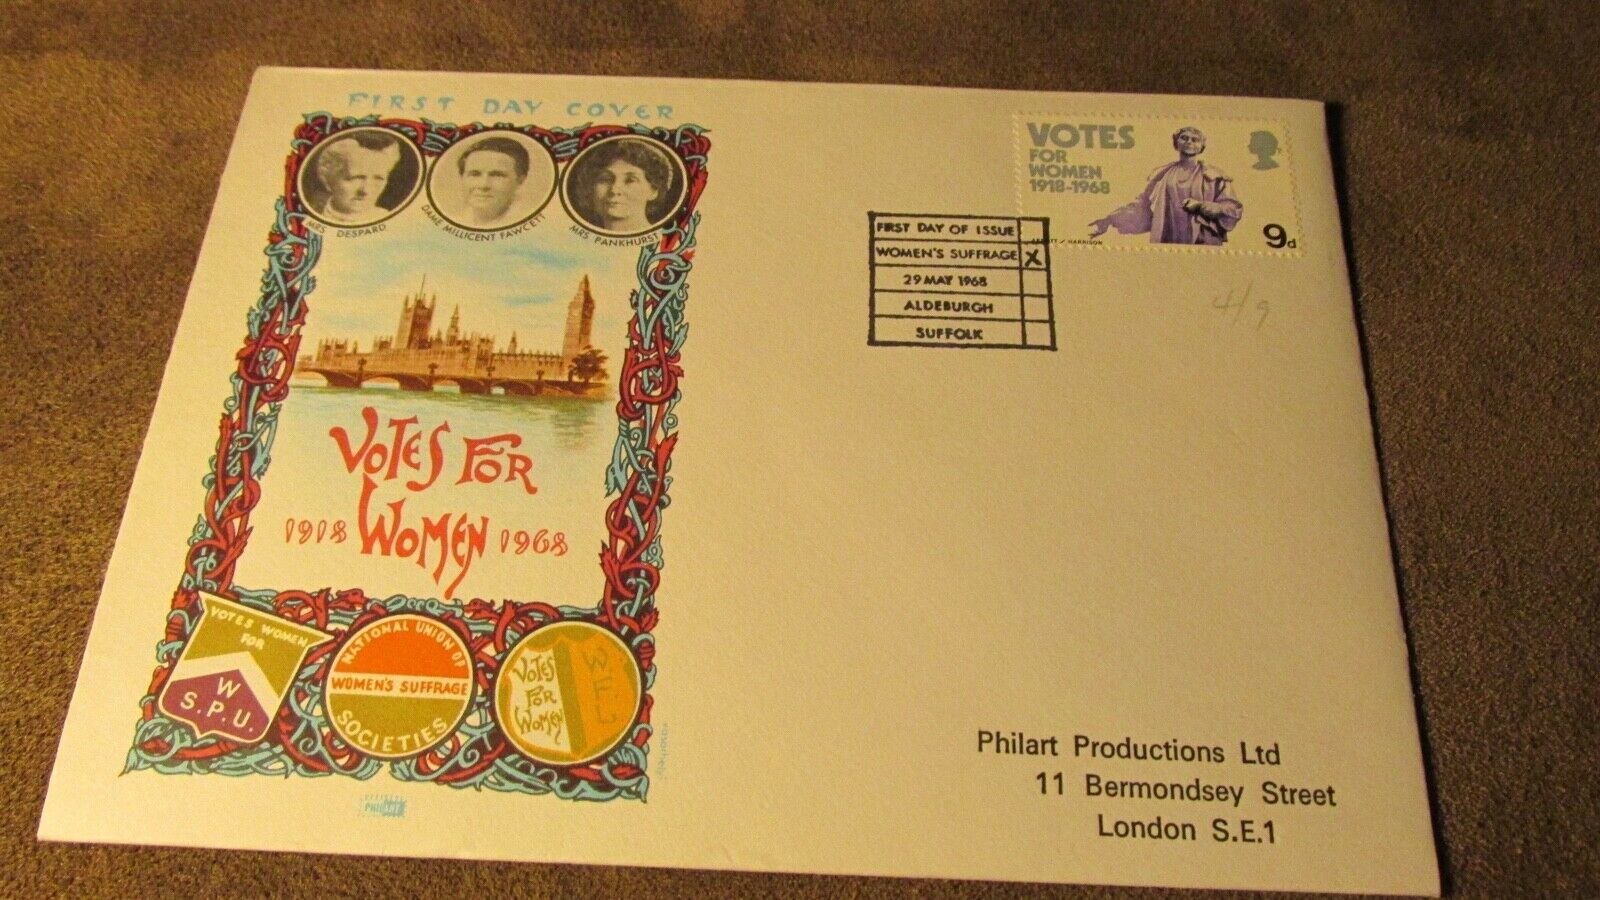 FIRST DAY COVER
MRS DESPARD
DAME MILLICENT FAWCETT
MRS PANKHURST
VOTES FOR
WOMEN
1918 1968
VOTES WOMEN
FOR
W
S.P.U.
NATIONAL UNION OF
WOMEN'S SUFFRAGE
SOCIETIES
VOTES
FOR
WOMEN
W.F.L
PHILART
VOTES
FOR
WOMEN
1918-1968
9d
HARRISON
FIRST DAY OF ISSUE
WOMEN'S SUFFRAGE X
29 MAY 1968
ALDEBURGH
SUFFOLK
4/9
Philart Productions Ltd
11 Bermondsey Street
London S.E.1